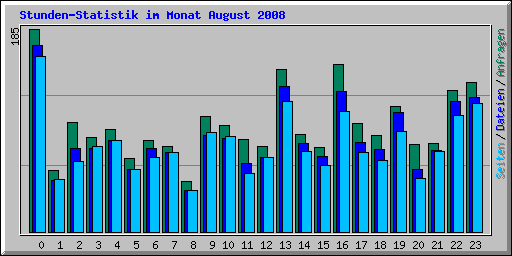 Stunden-Statistik im Monat August 2008
185
Seiten / Dateien / Anfragen
0 1 2 3 4 5 6 7 8 9 10 11 12 13 14 15 16 17 18 19 20 21 22 23